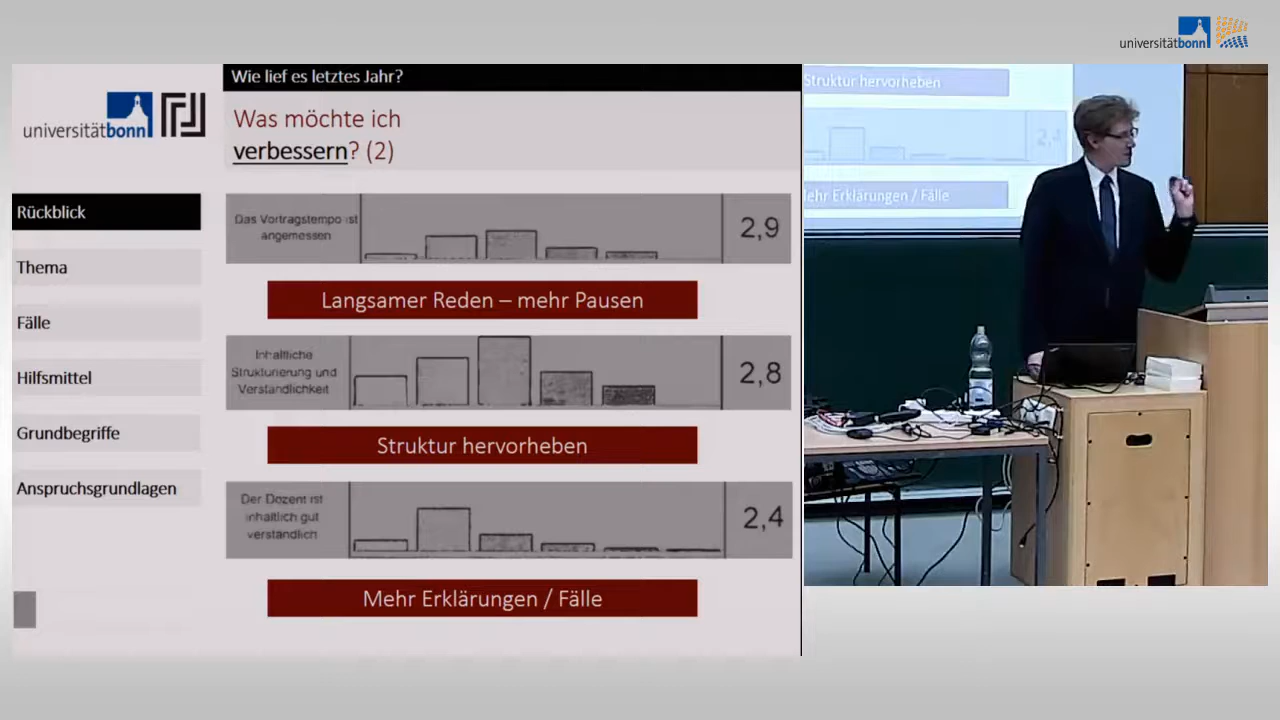 universitätbonn
Wie lief es letztes Jahr?
universitätbonn
Was möchte ich
verbessern? (2)
Rückblick
Thema
Fälle
Hilfsmittel
Grundbegriffe
Anspruchsgrundlagen
Das Vortragstempo ist
angemessen
2,9
Langsamer Reden – mehr Pausen
Inhaltliche
Strukturierung und
Verständlichkeit
2,8
Struktur hervorheben
Der Dozent ist
inhaltlich gut
verständlich
2,4
Mehr Erklärungen / Fälle
Struktur hervorheben
2,4
ehr Erklärungen / Fälle